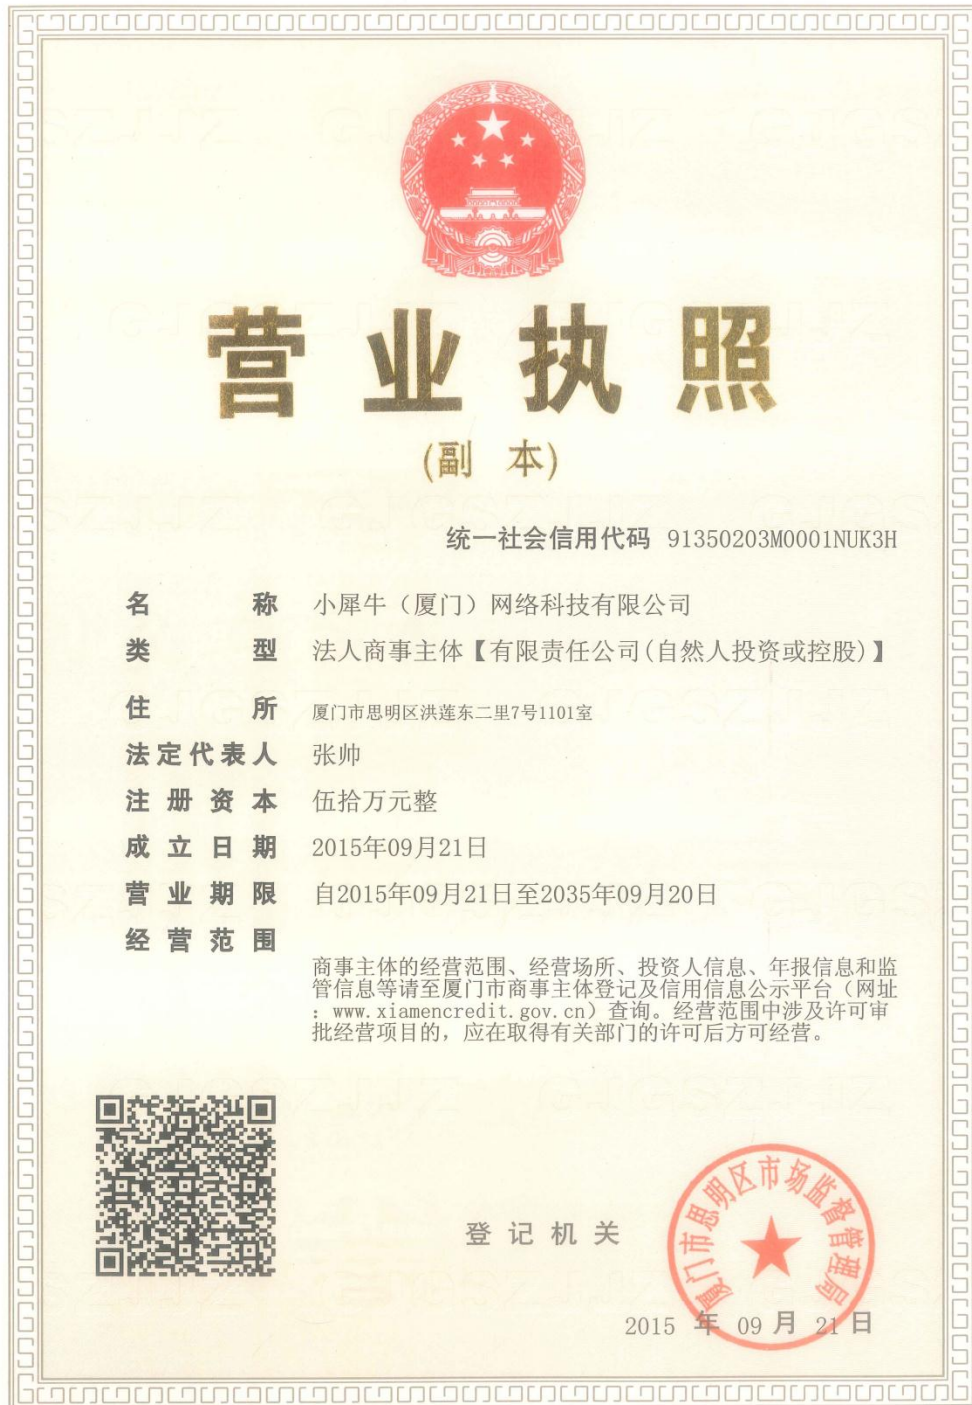 营业执照
(副 本)
统一社会信用代码 91350203M0001NUK3H
名称 小犀牛（厦门）网络科技有限公司
类型 法人商事主体【有限责任公司(自然人投资或控股)】
住所 厦门市思明区洪莲东二里7号1101室
法定代表人 张帅
注册资本 伍拾万元整
成立日期 2015年09月21日
营业期限 自2015年09月21日至2035年09月20日
经营范围
商事主体的经营范围、经营场所、投资人信息、年报信息和监
管信息等请至厦门市商事主体登记及信用信息公示平台（网址
：www.xiamencredit.gov.cn）查询。经营范围中涉及许可审
批经营项目的，应在取得有关部门的许可后方可经营。
厦门市思明区市场监督管理局
登记机关
2015 年 09 月 21 日